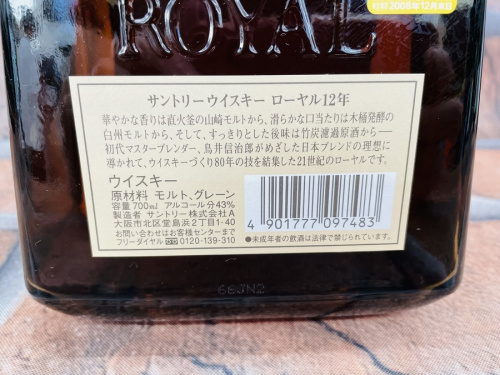 ROYAL
サントリーウイスキー ローヤル12年
華やかな香りは直火釜の山崎モルトから、滑らかな口当たりは木桶発酵の
白州モルトから、そして、すっきりとした後味は竹炭濾過原酒から―
初代マスターブレンダー、鳥井信治郎がめざした日本ブレンドの理想に
導かれて、ウイスキーづくり80年の技を結集した21世紀のローヤルです。
ウイスキー
原材料 モルト、グレーン
容量 700㎖ アルコール分43%
製造者 サントリー株式会社A
大阪市北区堂島浜2丁目1-40
お問い合わせはお客様センターまで
フリーダイヤル 0120-139-310
4 901777 097483
●未成年者の飲酒は法律で禁じられています。